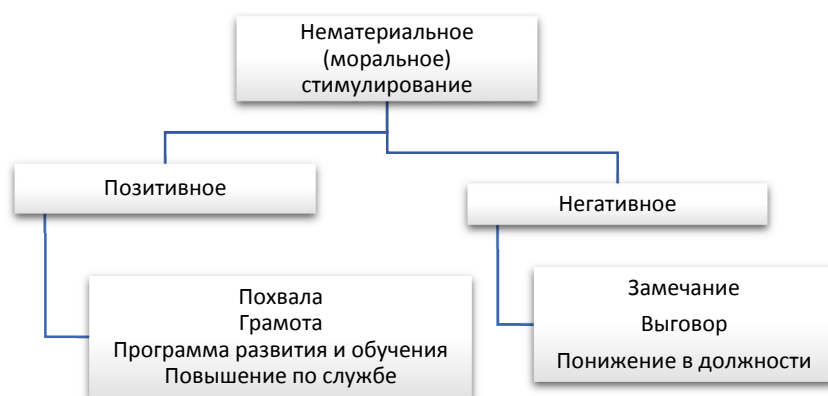 Нематериальное
(моральное)
стимулирование
Позитивное
Негативное
Похвала
Грамота
Программа развития и обучения
Повышение по службе
Замечание
Выговор
Понижение в должности